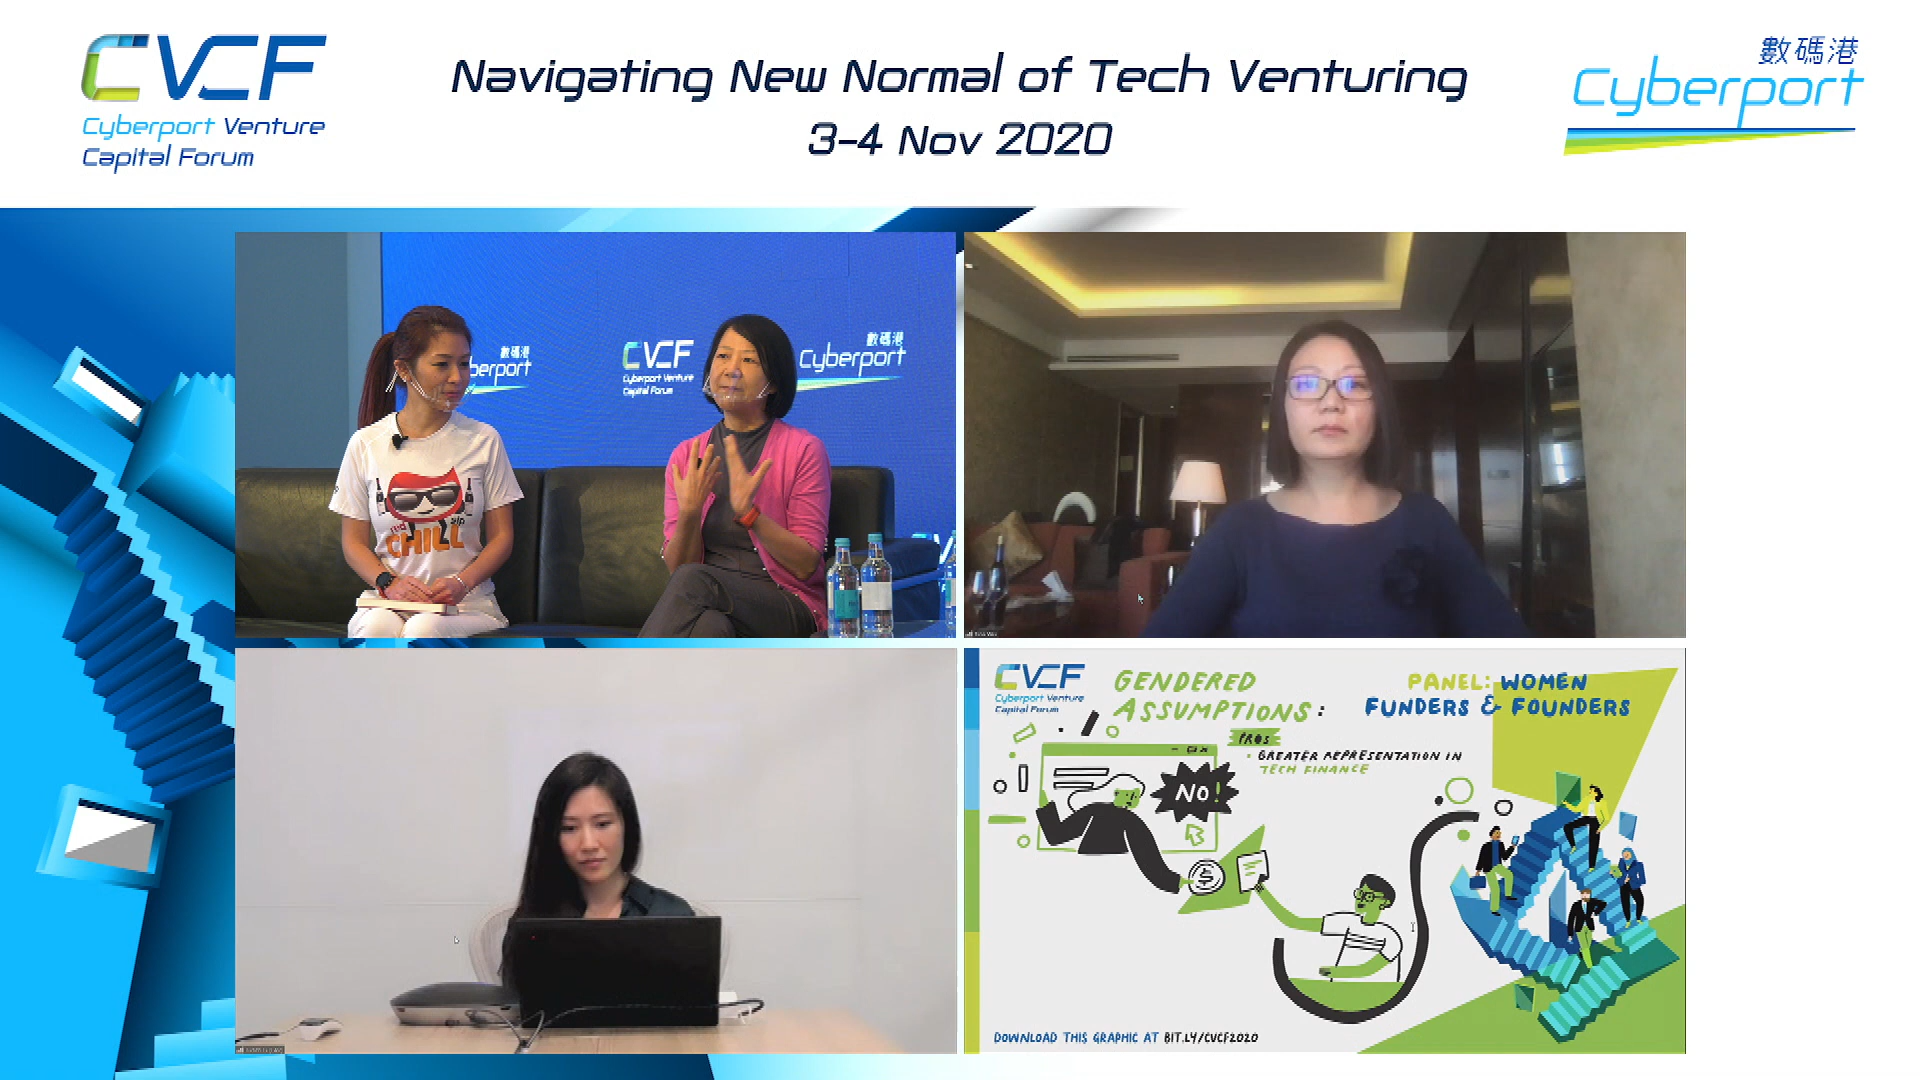 CVCF
Cyberport Venture
Capital Forum
Navigating New Normal of Tech Venturing
3-4 Nov 2020
數碼港
Cyberport
數碼港
berport
CVCF
Cyberport Venture
Capital Forum
數碼港
Cyberport
CHILL
CVCF
Cyberport Venture
Capital Forum
GENDERED
ASSUMPTIONS:
PANEL: WOMEN
FUNDERS & FOUNDERS
PROS
• GREATER REPRESENTATION IN
TECH FINANCE
NO!
$
DOWNLOAD THIS GRAPHIC AT BIT.LY/CVCF2020